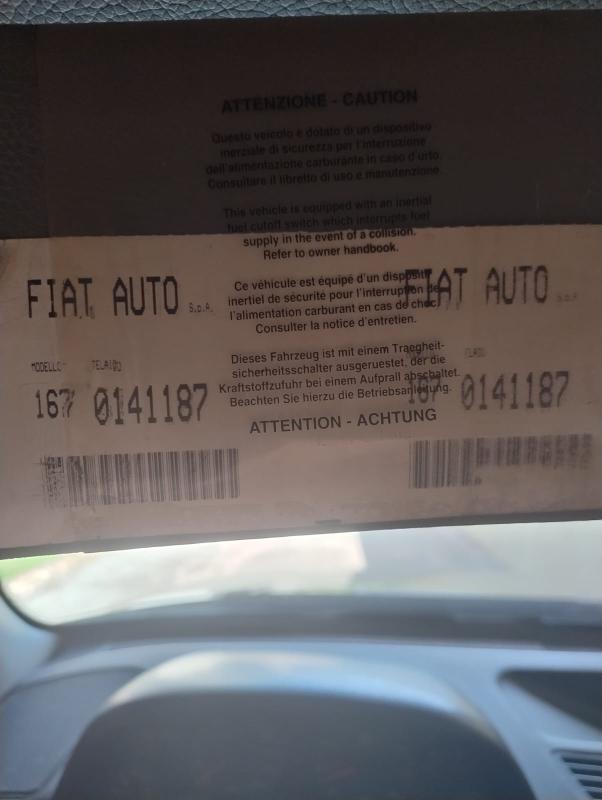 ATTENZIONE - CAUTION
Questo veicolo è dotato di un dispositivo
inerziale di sicurezza per l'interruzione
dell'alimentazione carburante in caso d'urto.
Consultare il libretto di uso e manutenzione.
This vehicle is equipped with an inertial
fuel cutoff switch which interrupts fuel
supply in the event of a collision.
Refer to owner handbook.
Ce véhicule est équipé d'un dispositif
inertiel de sécurité pour l'interruption de
l'alimentation carburant en cas de choc.
Consulter la notice d'entretien.
Dieses Fahrzeug ist mit einem Traegheit-
sicherheitsschalter ausgeruestet, der die
Kraftstoffzufuhr bei einem Aufprall abschaltet.
Beachten Sie hierzu die Betriebsanleitung.
ATTENTION - ACHTUNG
FIAT AUTO S.p.A.
MODELLO TELAIO
167 0141187
FIAT AUTO
167 0141187